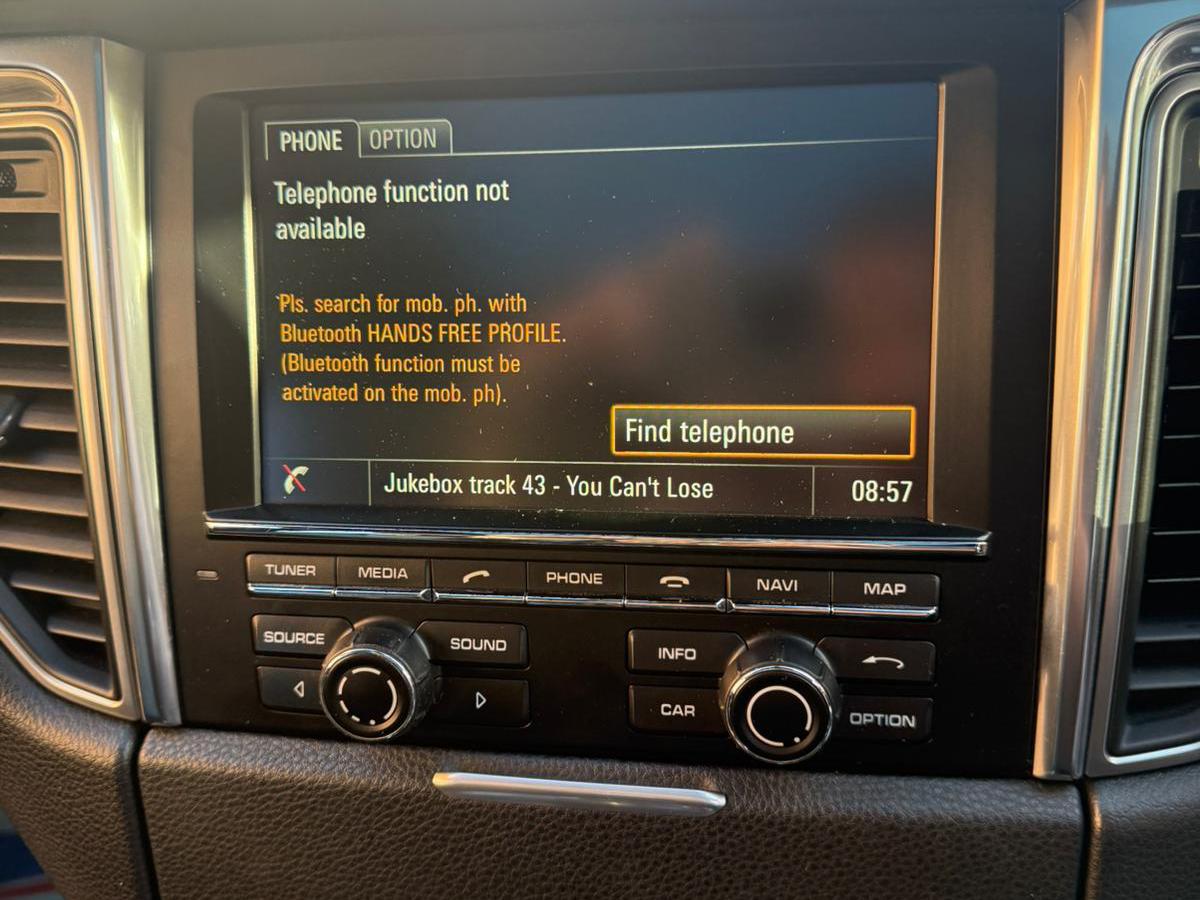 PHONE OPTION
Telephone function not
available
Pls. search for mob. ph. with
Bluetooth HANDS FREE PROFILE.
(Bluetooth function must be
activated on the mob. ph).
Find telephone
Jukebox track 43 - You Can't Lose 08:57
TUNER MEDIA PHONE NAVI MAP
SOURCE SOUND INFO
CAR OPTION